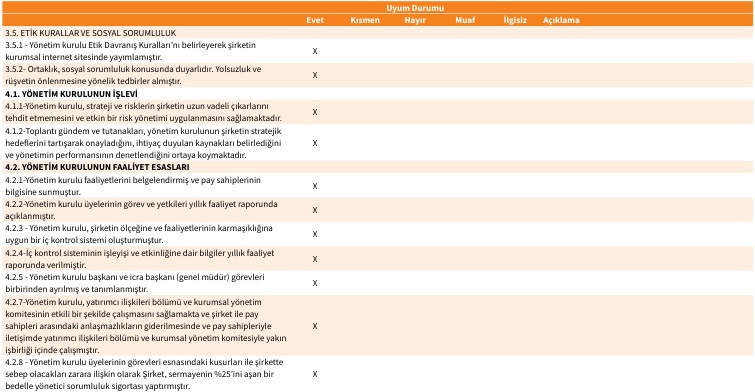 Uyum Durumu
Evet Kısmen Hayır Muaf İlgisiz Açıklama
3.5. ETİK KURALLAR VE SOSYAL SORUMLULUK
3.5.1 - Yönetim kurulu Etik Davranış Kuralları'nı belirleyerek şirketin
kurumsal internet sitesinde yayımlamıştır. X
3.5.2- Ortaklık, sosyal sorumluluk konusunda duyarlıdır. Yolsuzluk ve
rüşvetin önlenmesine yönelik tedbirler almıştır. X
4.1. YÖNETİM KURULUNUN İŞLEVİ
4.1.1-Yönetim kurulu, strateji ve risklerin şirketin uzun vadeli çıkarlarını
tehdit etmemesini ve etkin bir risk yönetimi uygulanmasını sağlamaktadır. X
4.1.2-Toplantı gündem ve tutanakları, yönetim kurulunun şirketin stratejik
hedeflerini tartışarak onayladığını, ihtiyaç duyulan kaynakları belirlediğini X
ve yönetimin performansının denetlendiğini ortaya koymaktadır.
4.2. YÖNETİM KURULUNUN FAALİYET ESASLARI
4.2.1-Yönetim kurulu faaliyetlerini belgelendirmiş ve pay sahiplerinin
bilgisine sunmuştur. X
4.2.2-Yönetim kurulu üyelerinin görev ve yetkileri yıllık faaliyet raporunda
açıklanmıştır. X
4.2.3 - Yönetim kurulu, şirketin ölçeğine ve faaliyetlerinin karmaşıklığına
uygun bir iç kontrol sistemi oluşturmuştur. X
4.2.4-İç kontrol sisteminin işleyişi ve etkinliğine dair bilgiler yıllık faaliyet
raporunda verilmiştir. X
4.2.5 - Yönetim kurulu başkanı ve icra başkanı (genel müdür) görevleri
birbirinden ayrılmış ve tanımlanmıştır. X
4.2.7-Yönetim kurulu, yatırımcı ilişkileri bölümü ve kurumsal yönetim
komitesinin etkili bir şekilde çalışmasını sağlamakta ve şirket ile pay
sahipleri arasındaki anlaşmazlıkların giderilmesinde ve pay sahipleriyle X
iletişimde yatırımcı ilişkileri bölümü ve kurumsal yönetim komitesiyle yakın
işbirliği içinde çalışmıştır.
4.2.8 - Yönetim kurulu üyelerinin görevleri esnasındaki kusurları ile şirkette
sebep olacakları zarara ilişkin olarak Şirket, sermayenin %25'ini aşan bir X
bedelle yönetici sorumluluk sigortası yaptırmıştır.